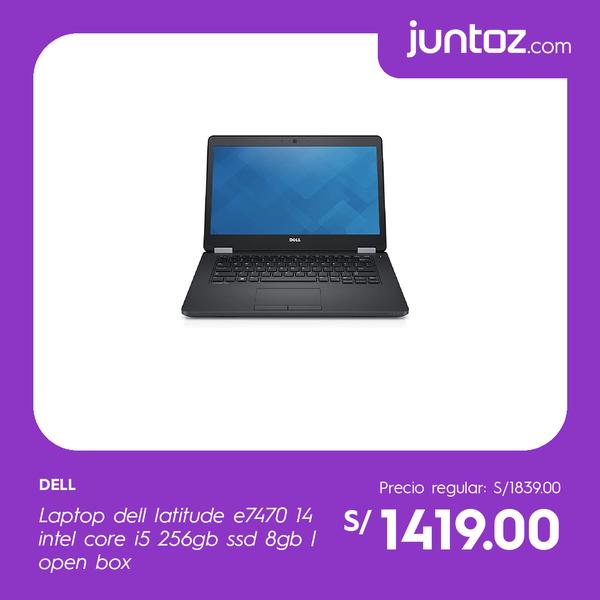 juntoz.com
DELL
DELL
Precio regular: S/1839.00
Laptop dell latitude e7470 14
intel core i5 256gb ssd 8gb |
open box
S/1419.00